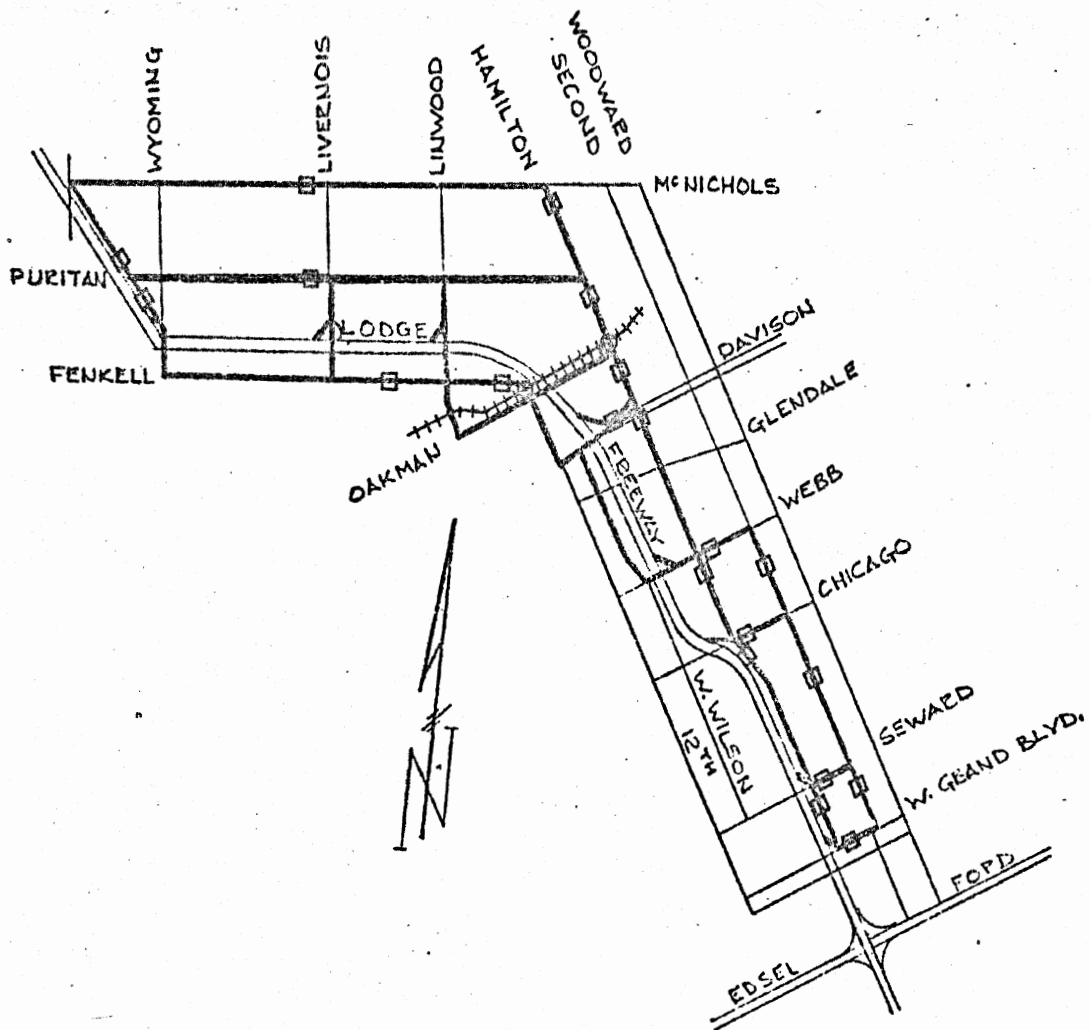 WYOMING
LIVERNOIS
LINWOOD
HAMILTON
SECOND
WOODWARD
McNICHOLS
PURITAN
LODGE
DAVISON
FENKELL
GLENDALE
OAKMAN
FREEWAY
WEBB
CHICAGO
W. WILSON
12TH
SEWARD
W. GRAND BLVD.
FORD
EDSEL
N